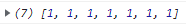 ▸ (7) [1, 1, 1, 1, 1, 1, 1]